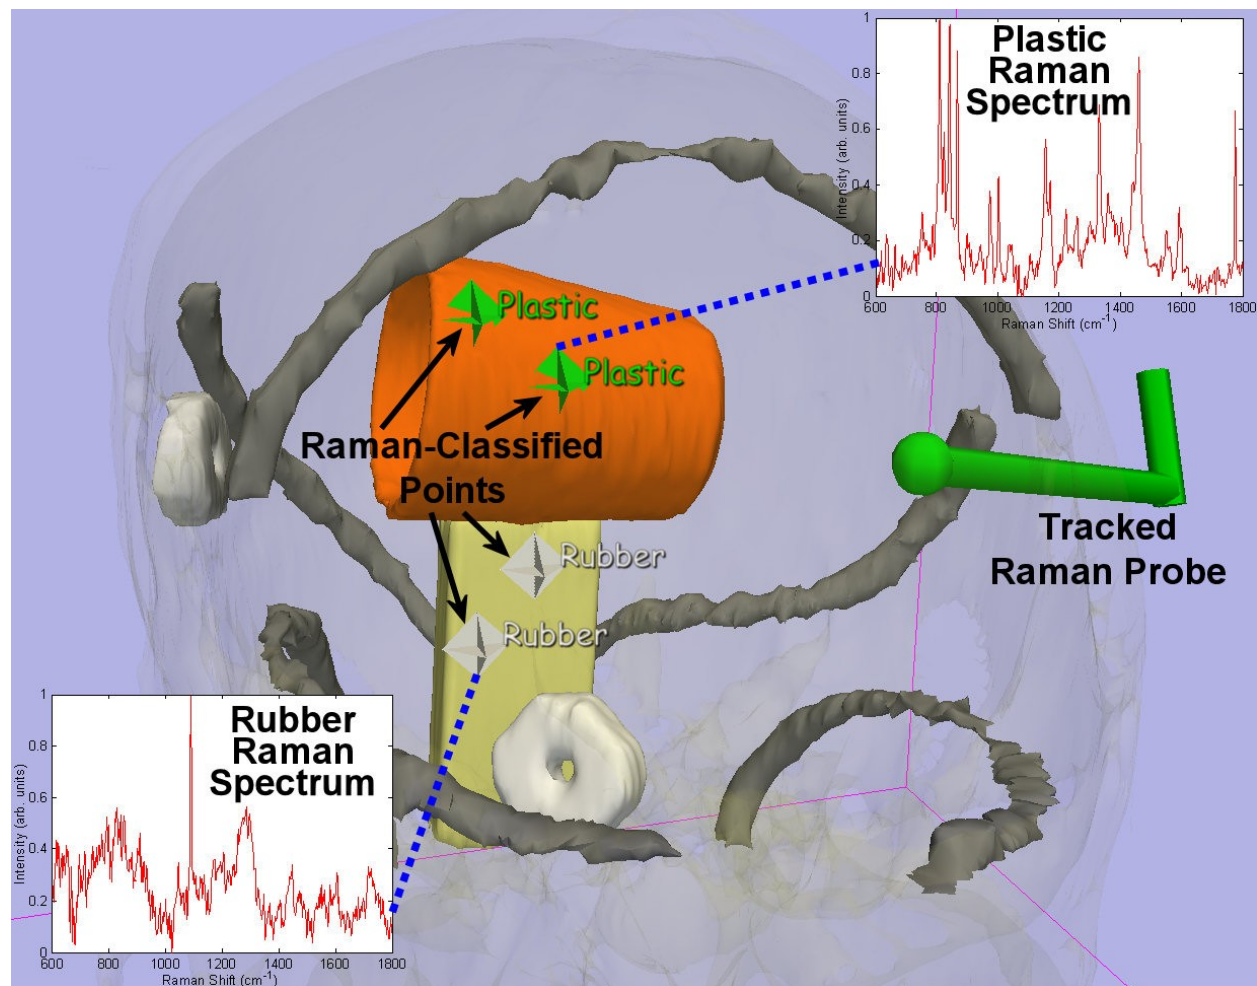 Plastic
Raman
Spectrum
Intensity (arb. units)
1
0.8
0.6
0.4
0.2
0
600
800
1000
1200
1400
1600
1800
Raman Shift (cm⁻¹)
Plastic
Plastic
Raman-Classified
Points
Tracked
Raman Probe
Rubber
Rubber
Rubber
Raman
Spectrum
Intensity (arb. units)
1
0.8
0.6
0.4
0.2
0
600
800
1000
1200
1400
1600
1800
Raman Shift (cm⁻¹)